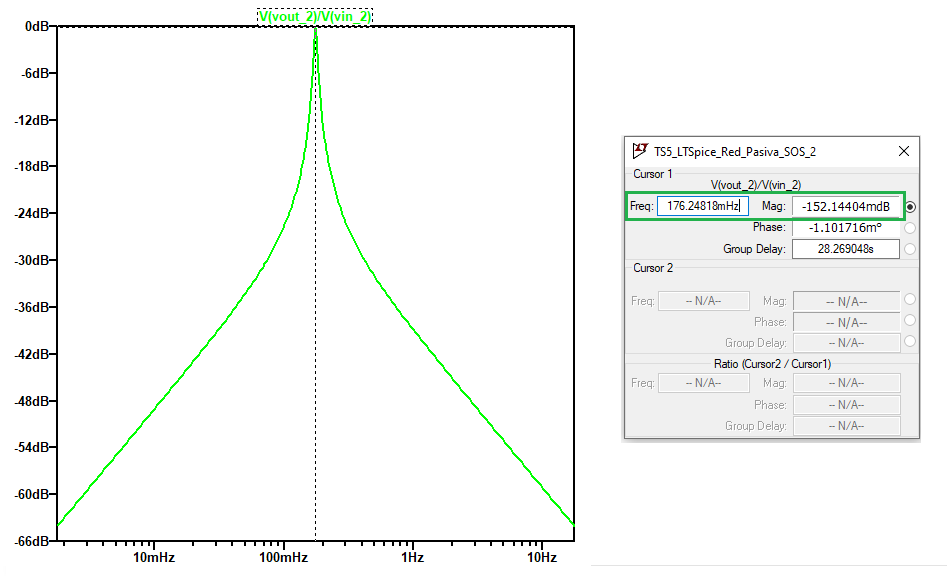 V(vout_2)/V(vin_2)
0dB
-6dB
-12dB
-18dB
-24dB
-30dB
-36dB
-42dB
-48dB
-54dB
-60dB
-66dB
10mHz 100mHz 1Hz 10Hz
TS5_LTSpice_Red_Pasiva_SOS_2
Cursor 1
V(vout_2)/V(vin_2)
Freq: 176.24818mHz Mag: -152.14404mdB
Phase: -1.101716m°
Group Delay: 28.269048s
Cursor 2
Freq: -- N/A-- Mag: -- N/A--
Phase: -- N/A--
Group Delay: -- N/A--
Ratio (Cursor2 / Cursor1)
Freq: -- N/A-- Mag: -- N/A--
Phase: -- N/A--
Group Delay: -- N/A--